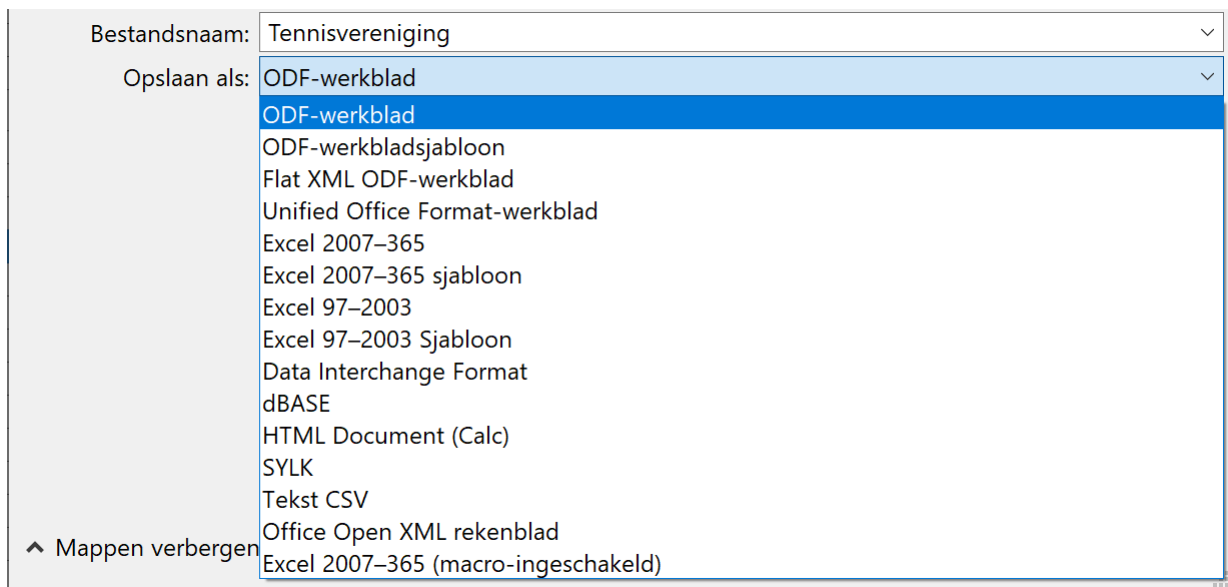 Bestandsnaam: Tennisvereniging
Opslaan als: ODF-werkblad
ODF-werkblad
ODF-werkbladsjabloon
Flat XML ODF-werkblad
Unified Office Format-werkblad
Excel 2007–365
Excel 2007–365 sjabloon
Excel 97–2003
Excel 97–2003 Sjabloon
Data Interchange Format
dBASE
HTML Document (Calc)
SYLK
Tekst CSV
Office Open XML rekenblad
Mappen verbergen
Excel 2007–365 (macro-ingeschakeld)